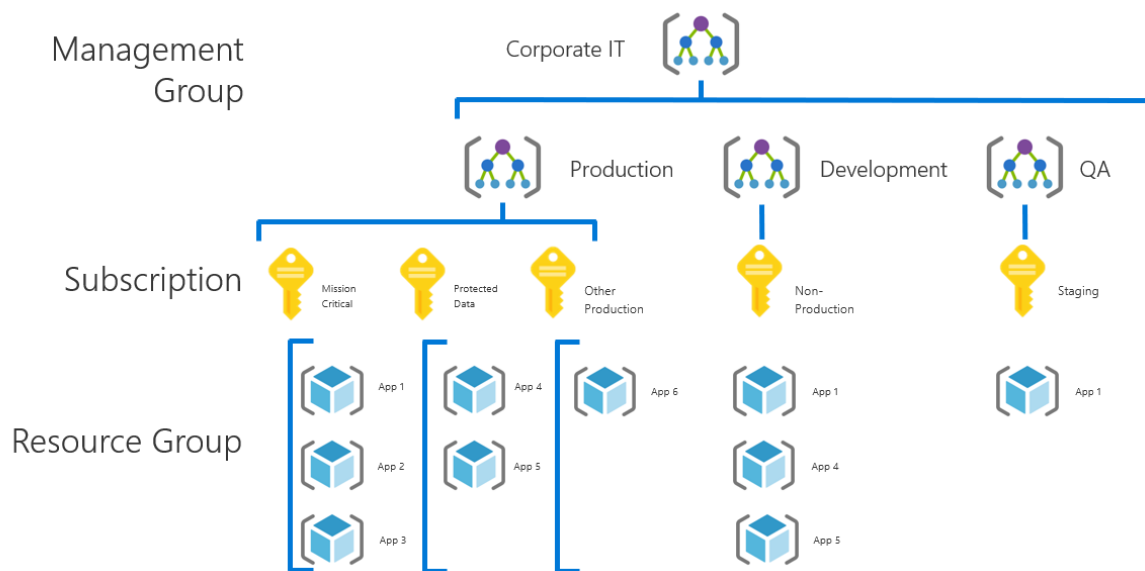 Management
Group
Corporate IT
Production
Development
QA
Subscription
Mission
Critical
Protected
Data
Other
Production
Non-
Production
Staging
Resource Group
App 1
App 4
App 6
App 1
App 1
App 2
App 5
App 4
App 3
App 5